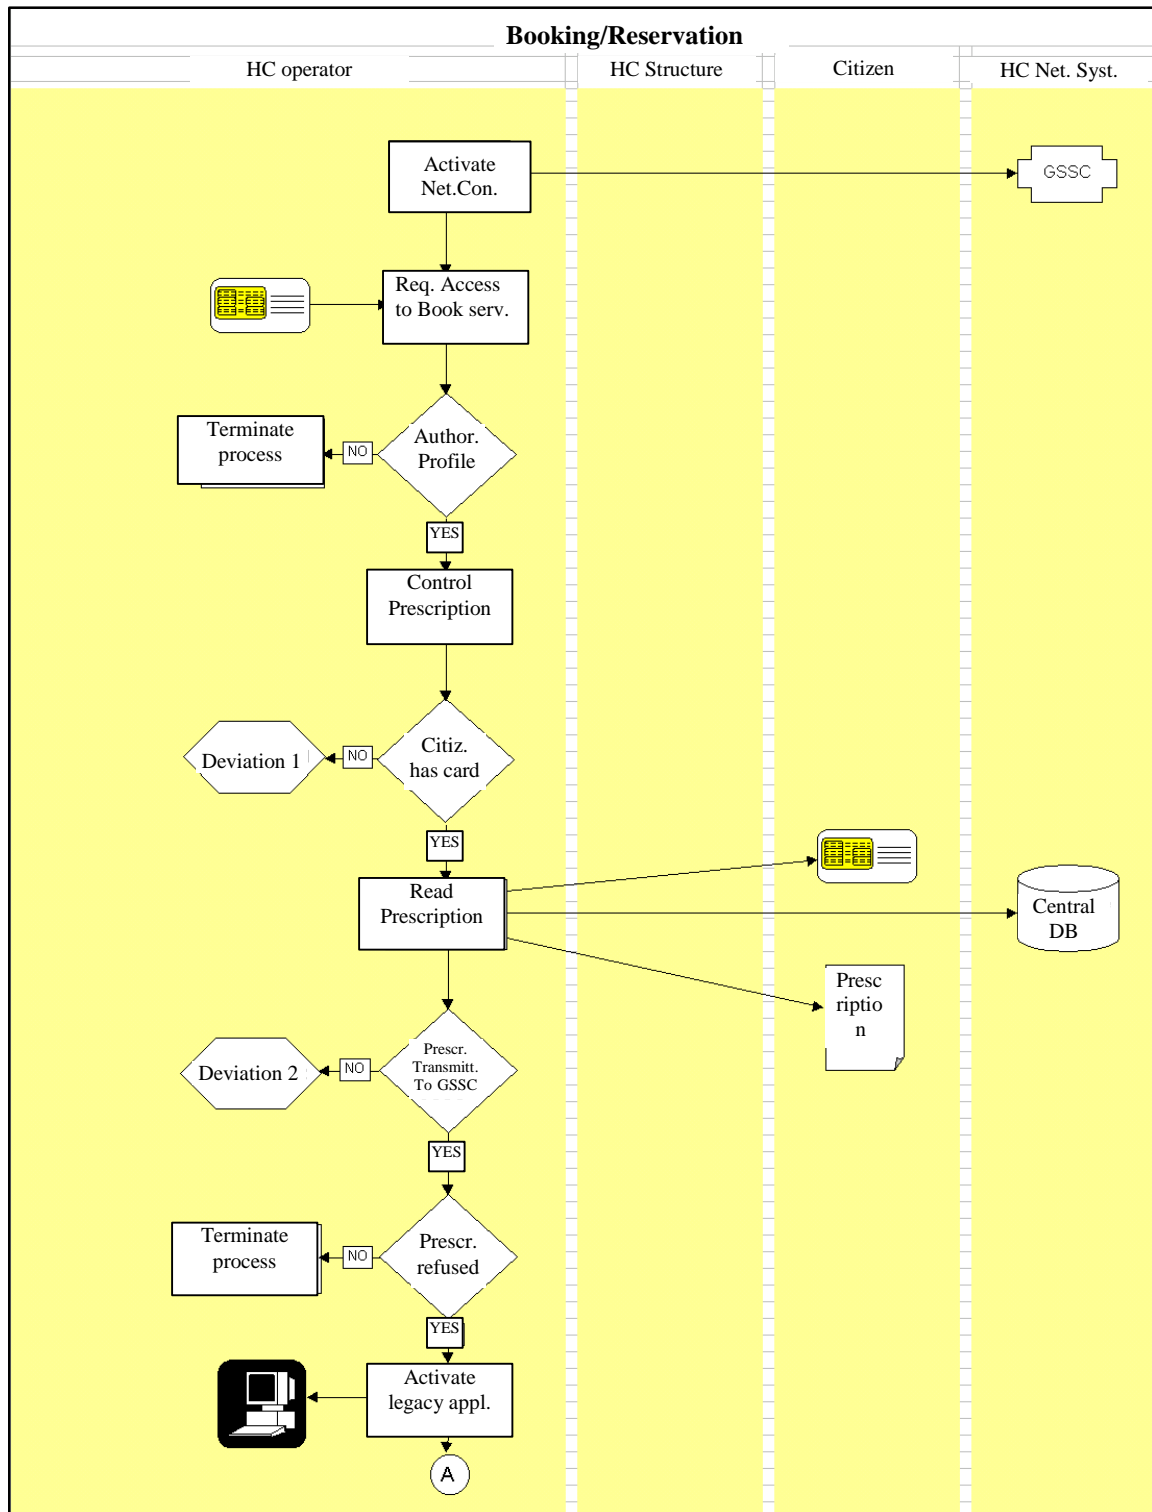 Booking/Reservation
HC operator
HC Structure
Citizen
HC Net. Syst.
Activate
Net.Con.
GSSC
Req. Access
to Book serv.
Terminate
process
NO
Author.
Profile
YES
Control
Prescription
Deviation 1
NO
Citiz.
has card
YES
Read
Prescription
Central
DB
Presc
riptio
n
Deviation 2
NO
Prescr.
Transmitt.
To GSSC
YES
Terminate
process
NO
Prescr.
refused
YES
Activate
legacy appl.
A